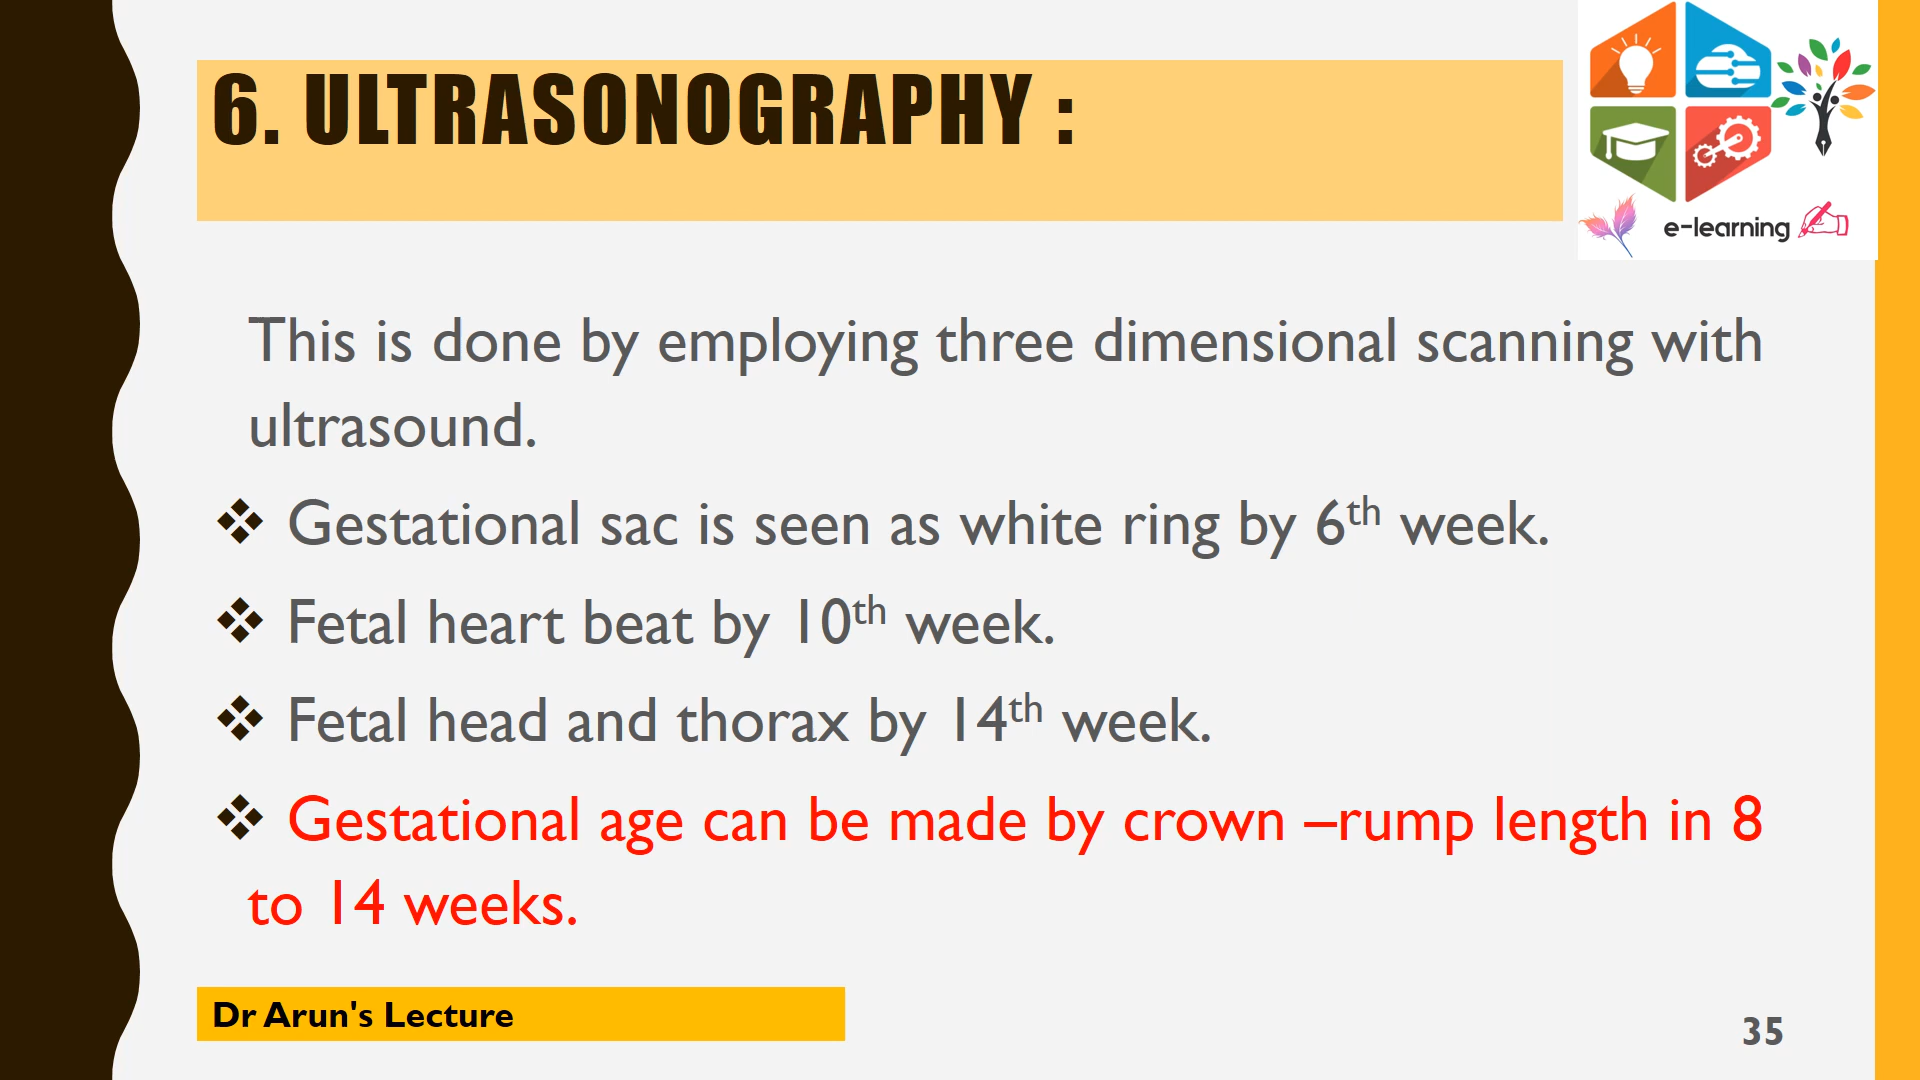 6. ULTRASONOGRAPHY :
e-learning
This is done by employing three dimensional scanning with
ultrasound.
❖ Gestational sac is seen as white ring by 6th week.
❖ Fetal heart beat by 10th week.
❖ Fetal head and thorax by 14th week.
❖ Gestational age can be made by crown –rump length in 8
to 14 weeks.
Dr Arun's Lecture
35